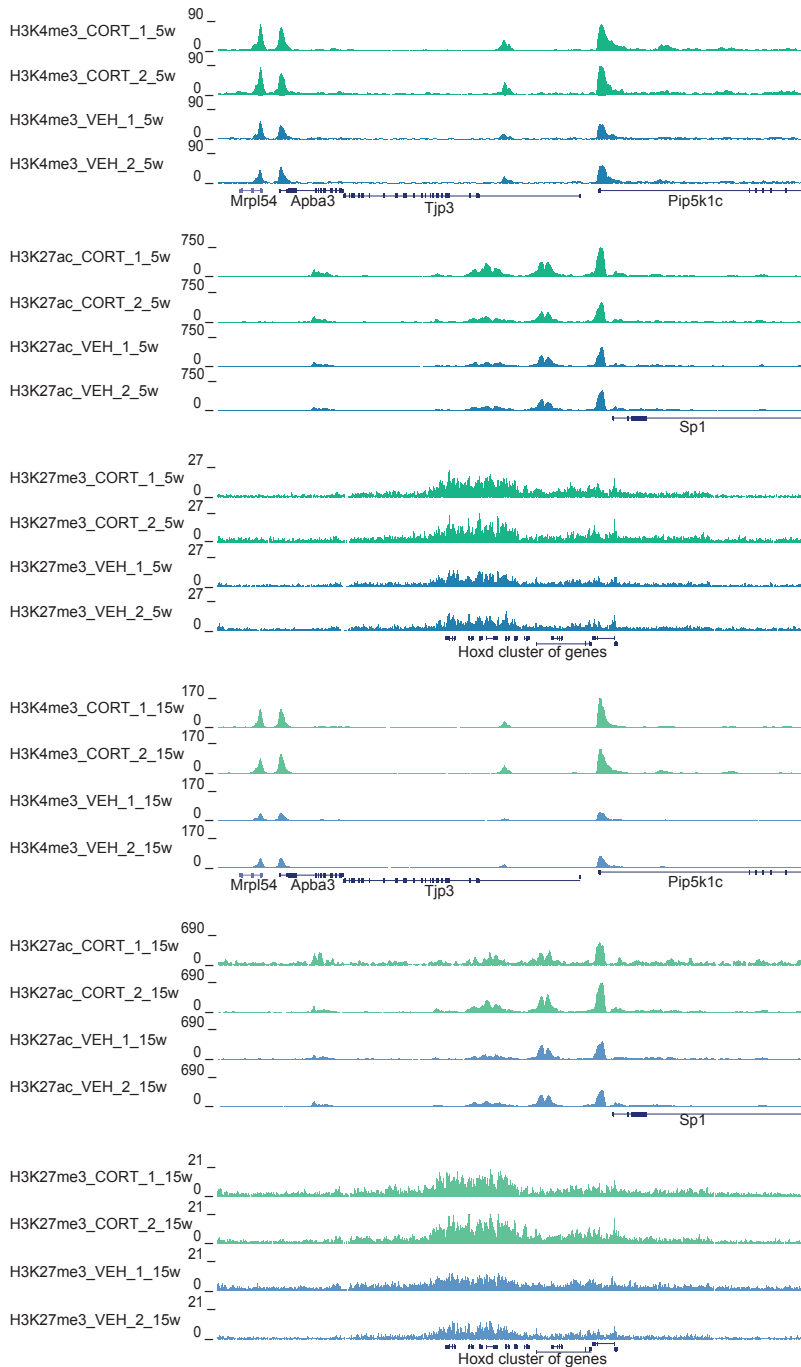 90
H3K4me3_CORT_1_5w
0
90
H3K4me3_CORT_2_5w
0
90
H3K4me3_VEH_1_5w
0
90
H3K4me3_VEH_2_5w
0
Mrpl54 Apba3 Tjp3 Pip5k1c
750
H3K27ac_CORT_1_5w
0
750
H3K27ac_CORT_2_5w
0
750
H3K27ac_VEH_1_5w
0
750
H3K27ac_VEH_2_5w
0
Sp1
27
H3K27me3_CORT_1_5w
0
27
H3K27me3_CORT_2_5w
0
27
H3K27me3_VEH_1_5w
0
27
H3K27me3_VEH_2_5w
0
Hoxd cluster of genes
170
H3K4me3_CORT_1_15w
0
170
H3K4me3_CORT_2_15w
0
170
H3K4me3_VEH_1_15w
0
170
H3K4me3_VEH_2_15w
0
Mrpl54 Apba3 Tjp3 Pip5k1c
690
H3K27ac_CORT_1_15w
0
690
H3K27ac_CORT_2_15w
0
690
H3K27ac_VEH_1_15w
0
690
H3K27ac_VEH_2_15w
0
Sp1
21
H3K27me3_CORT_1_15w
0
21
H3K27me3_CORT_2_15w
0
21
H3K27me3_VEH_1_15w
0
21
H3K27me3_VEH_2_15w
0
Hoxd cluster of genes